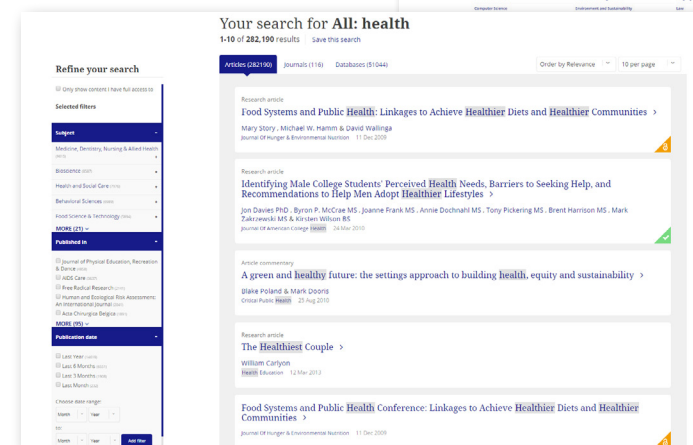 Computer Science
Environment and Sustainability
Law
Your search for All: health
1-10 of 282,190 results
Save this search
Articles (282190)
Journals (116)
Databases (51044)
Order by Relevance
10 per page
Refine your search
Only show content I have full access to
Selected filters
Subject
Medicine, Dentistry, Nursing & Allied Health
Bioscience
Health and Social Care
Behavioral Sciences
Food Science & Technology
MORE (21)
Published in
Journal of Physical Education, Recreation
& Dance
AIDS Care
Free Radical Research
Human and Ecological Risk Assessment:
An International Journal
Acta Chirurgica Belgica
MORE (95)
Publication date
Last Year
Last 6 Months
Last 3 Months
Last Month
Choose date range:
Month
Year
to:
Month
Year
Add filter
Research article
Food Systems and Public Health: Linkages to Achieve Healthier Diets and Healthier Communities >
Mary Story , Michael W. Hamm & David Wallinga
Journal Of Hunger & Environmental Nutrition 11 Dec 2009
Research article
Identifying Male College Students' Perceived Health Needs, Barriers to Seeking Help, and
Recommendations to Help Men Adopt Healthier Lifestyles >
Jon Davies PhD , Byron P. McCrae MS , Joanne Frank MS , Annie Dochnahl MS , Tony Pickering MS , Brent Harrison MS , Mark
Zakrzewski MS & Kirsten Wilson BS
Journal Of American College Health 24 Mar 2010
Article commentary
A green and healthy future: the settings approach to building health, equity and sustainability >
Blake Poland & Mark Dooris
Critical Public Health 25 Aug 2010
Research article
The Healthiest Couple >
William Carlyon
Health Education 12 Mar 2013
Food Systems and Public Health Conference: Linkages to Achieve Healthier Diets and Healthier
Communities >
Journal Of Hunger & Environmental Nutrition 11 Dec 2009